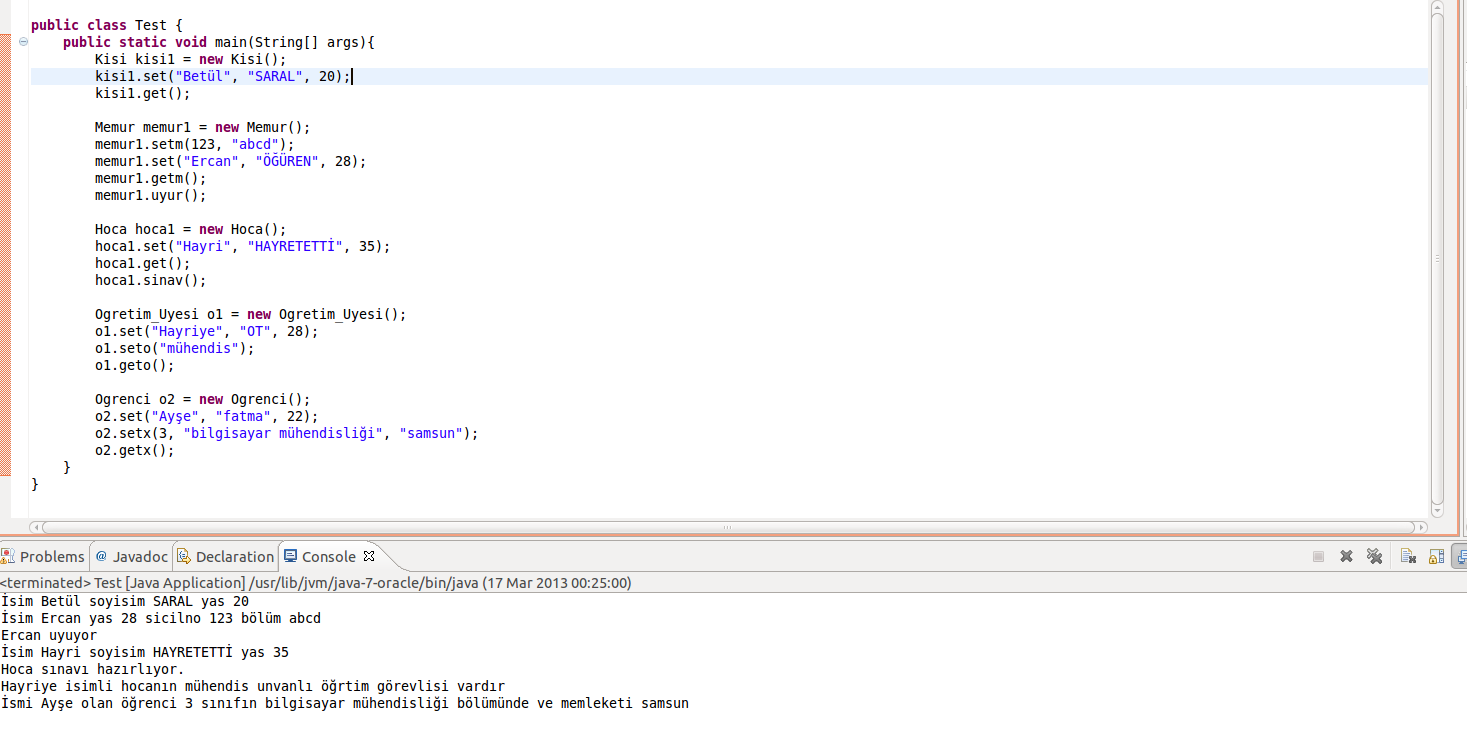 public class Test {
public static void main(String[] args){
Kisi kisi1 = new Kisi();
kisi1.set("Betül", "SARAL", 20);
kisi1.get();
Memur memur1 = new Memur();
memur1.setm(123, "abcd");
memur1.set("Ercan", "ÖĞÜREN", 28);
memur1.getm();
memur1.uyur();
Hoca hoca1 = new Hoca();
hoca1.set("Hayri", "HAYRETETTİ", 35);
hoca1.get();
hoca1.sinav();
Ogretim_Uyesi o1 = new Ogretim_Uyesi();
o1.set("Hayriye", "OT", 28);
o1.seto("mühendis");
o1.geto();
Ogrenci o2 = new Ogrenci();
o2.set("Ayşe", "fatma", 22);
o2.setx(3, "bilgisayar mühendisliği", "samsun");
o2.getx();
}
}
Problems @ Javadoc Declaration Console
<terminated> Test [Java Application] /usr/lib/jvm/java-7-oracle/bin/java (17 Mar 2013 00:25:00)
İsim Betül soyisim SARAL yas 20
İsim Ercan yas 28 sicilno 123 bölüm abcd
Ercan uyuyor
İsim Hayri soyisim HAYRETETTİ yas 35
Hoca sınavı hazırlıyor.
Hayriye isimli hocanın mühendis unvanlı öğrtim görevlisi vardır
İsmi Ayşe olan öğrenci 3 sınıfın bilgisayar mühendisliği bölümünde ve memleketi samsun